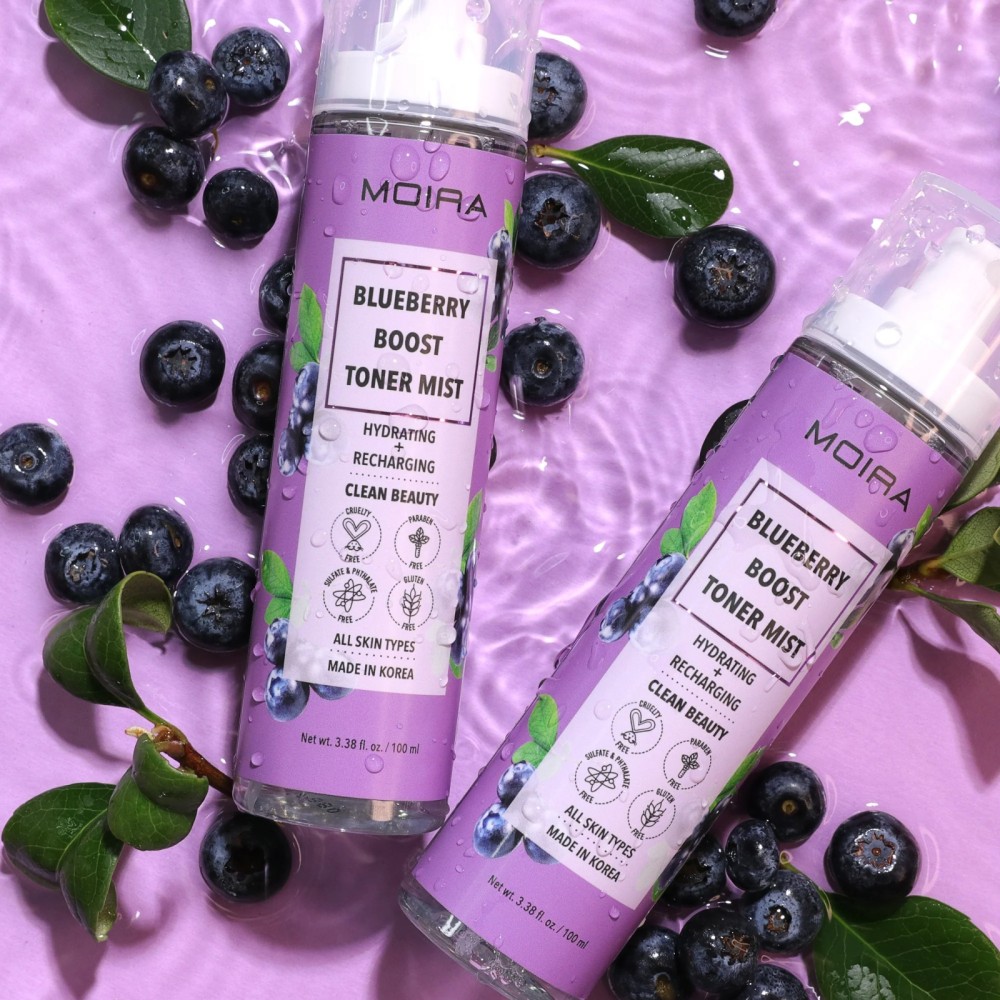 MOIRA
BLUEBERRY
BOOST
TONER MIST
HYDRATING
+
RECHARGING
CLEAN BEAUTY
CRUELTY
FREE
PARABEN
FREE
SULFATE & PHTHALATE
FREE
GLUTEN
FREE
ALL SKIN TYPES
MADE IN KOREA
Net wt. 3.38 fl. oz. / 100 ml
MOIRA
BLUEBERRY
BOOST
TONER MIST
HYDRATING
+
RECHARGING
CLEAN BEAUTY
CRUELTY
FREE
PARABEN
FREE
SULFATE & PHTHALATE
FREE
GLUTEN
FREE
ALL SKIN TYPES
MADE IN KOREA
Net wt. 3.38 fl. oz. / 100 ml